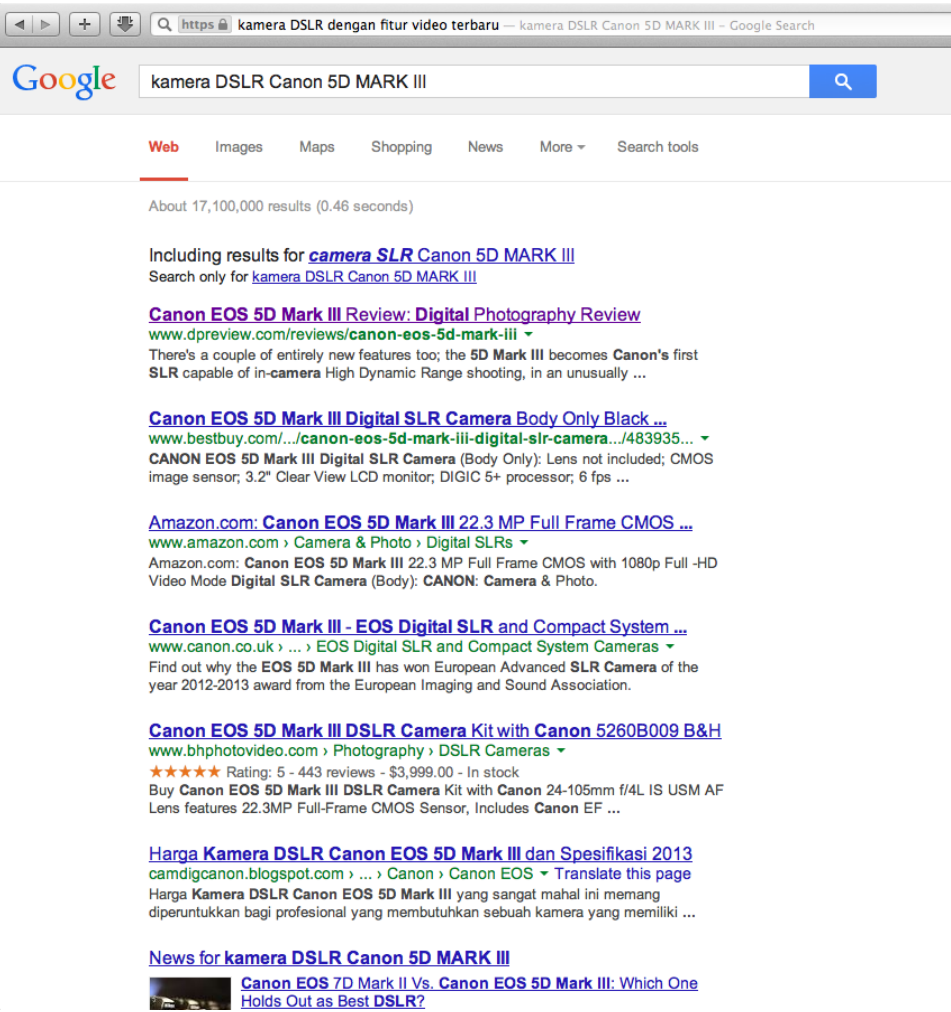 https kamera DSLR dengan fitur video terbaru — kamera DSLR Canon 5D MARK III – Google Search
Google
kamera DSLR Canon 5D MARK III
Web Images Maps Shopping News More Search tools
About 17,100,000 results (0.46 seconds)
Including results for camera SLR Canon 5D MARK III
Search only for kamera DSLR Canon 5D MARK III
Canon EOS 5D Mark III Review: Digital Photography Review
www.dpreview.com/reviews/canon-eos-5d-mark-iii
There's a couple of entirely new features too; the 5D Mark III becomes Canon's first
SLR capable of in-camera High Dynamic Range shooting, in an unusually ...
Canon EOS 5D Mark III Digital SLR Camera Body Only Black ...
www.bestbuy.com/.../canon-eos-5d-mark-iii-digital-slr-camera.../483935...
CANON EOS 5D Mark III Digital SLR Camera (Body Only): Lens not included; CMOS
image sensor; 3.2" Clear View LCD monitor; DIGIC 5+ processor; 6 fps ...
Amazon.com: Canon EOS 5D Mark III 22.3 MP Full Frame CMOS ...
www.amazon.com › Camera & Photo › Digital SLRs
Amazon.com: Canon EOS 5D Mark III 22.3 MP Full Frame CMOS with 1080p Full -HD
Video Mode Digital SLR Camera (Body): CANON: Camera & Photo.
Canon EOS 5D Mark III - EOS Digital SLR and Compact System ...
www.canon.co.uk › ... › EOS Digital SLR and Compact System Cameras
Find out why the EOS 5D Mark III has won European Advanced SLR Camera of the
year 2012-2013 award from the European Imaging and Sound Association.
Canon EOS 5D Mark III DSLR Camera Kit with Canon 5260B009 B&H
www.bhphotovideo.com › Photography › DSLR Cameras
★★★★★ Rating: 5 - 443 reviews - $3,999.00 - In stock
Buy Canon EOS 5D Mark III DSLR Camera Kit with Canon 24-105mm f/4L IS USM AF
Lens features 22.3MP Full-Frame CMOS Sensor, Includes Canon EF ...
Harga Kamera DSLR Canon EOS 5D Mark III dan Spesifikasi 2013
camdigcanon.blogspot.com › ... › Canon › Canon EOS Translate this page
Harga Kamera DSLR Canon EOS 5D Mark III yang sangat mahal ini memang
diperuntukkan bagi profesional yang membutuhkan sebuah kamera yang memiliki ...
News for kamera DSLR Canon 5D MARK III
Canon EOS 7D Mark II Vs. Canon EOS 5D Mark III: Which One
Holds Out as Best DSLR?